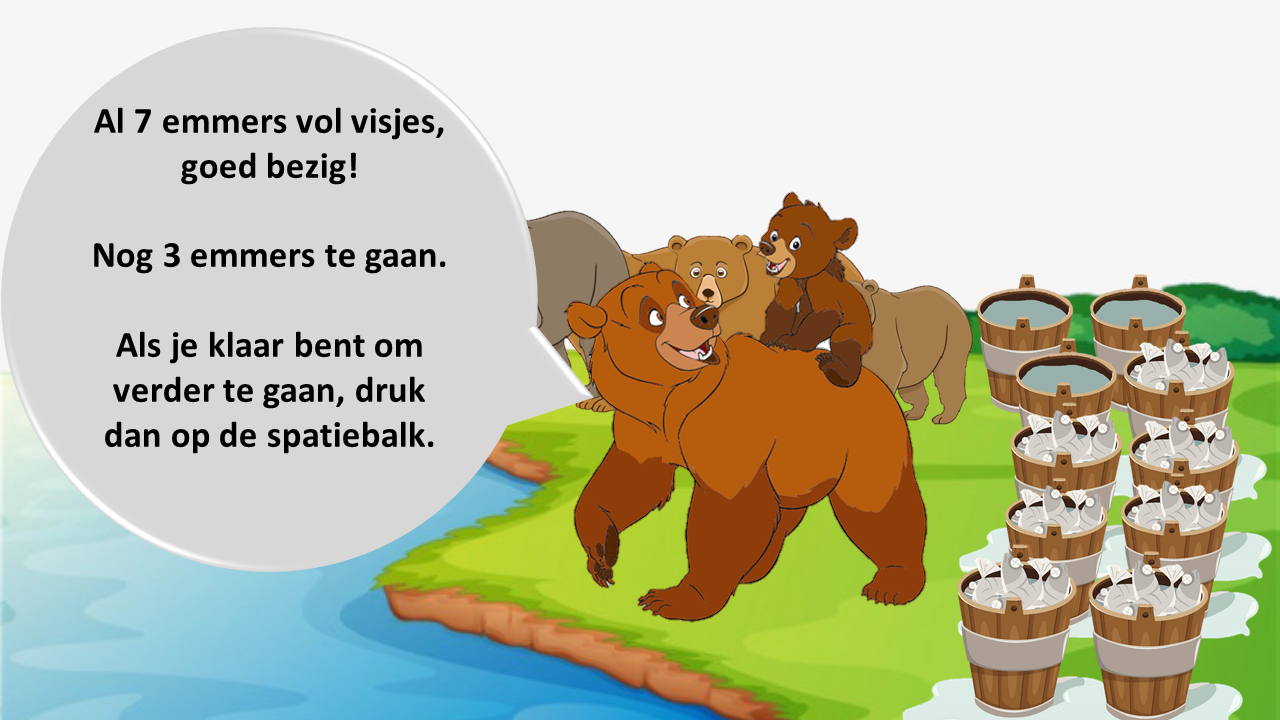 Al 7 emmers vol visjes,
goed bezig!
Nog 3 emmers te gaan.
Als je klaar bent om
verder te gaan, druk
dan op de spatiebalk.